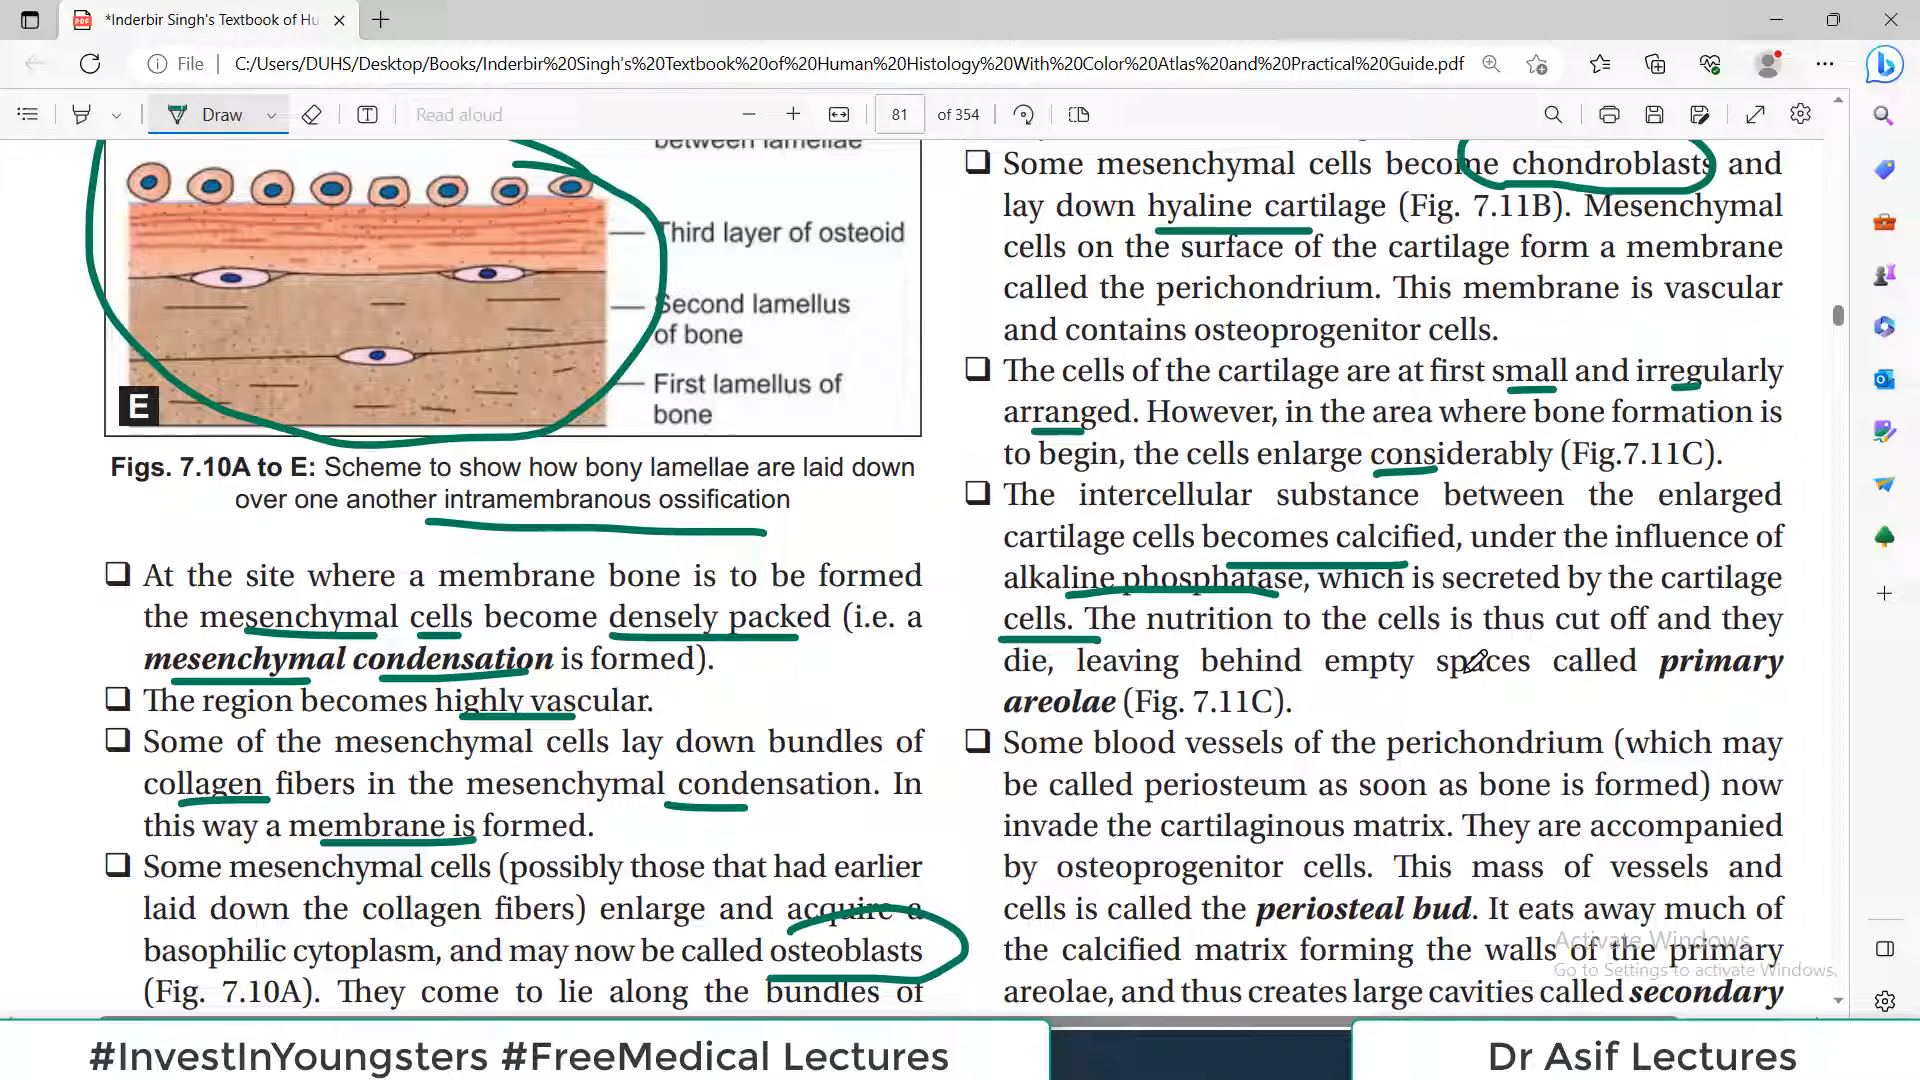 *Inderbir Singh's Textbook of Hu
File
C:/Users/DUHS/Desktop/Books/Inderbir%20Singh's%20Textbook%20of%20Human%20Histology%20With%20Color%20Atlas%20and%20Practical%20Guide.pdf
Draw
Read aloud
81 of 354
between lamellae
Third layer of osteoid
Second lamellus
of bone
First lamellus of
bone
E
Figs. 7.10A to E: Scheme to show how bony lamellae are laid down
over one another intramembranous ossification
❑ At the site where a membrane bone is to be formed
the mesenchymal cells become densely packed (i.e. a
mesenchymal condensation is formed).
❑ The region becomes highly vascular.
❑ Some of the mesenchymal cells lay down bundles of
collagen fibers in the mesenchymal condensation. In
this way a membrane is formed.
❑ Some mesenchymal cells (possibly those that had earlier
laid down the collagen fibers) enlarge and acquire a
basophilic cytoplasm, and may now be called osteoblasts
(Fig. 7.10A). They come to lie along the bundles of
❑ Some mesenchymal cells become chondroblasts and
lay down hyaline cartilage (Fig. 7.11B). Mesenchymal
cells on the surface of the cartilage form a membrane
called the perichondrium. This membrane is vascular
and contains osteoprogenitor cells.
❑ The cells of the cartilage are at first small and irregularly
arranged. However, in the area where bone formation is
to begin, the cells enlarge considerably (Fig.7.11C).
❑ The intercellular substance between the enlarged
cartilage cells becomes calcified, under the influence of
alkaline phosphatase, which is secreted by the cartilage
cells. The nutrition to the cells is thus cut off and they
die, leaving behind empty spaces called primary
areolae (Fig. 7.11C).
❑ Some blood vessels of the perichondrium (which may
be called periosteum as soon as bone is formed) now
invade the cartilaginous matrix. They are accompanied
by osteoprogenitor cells. This mass of vessels and
cells is called the periosteal bud. It eats away much of
the calcified matrix forming the walls of the primary
areolae, and thus creates large cavities called secondary
Activate Windows
Go to Settings to activate Windows.
#InvestInYoungsters #FreeMedical Lectures
Dr Asif Lectures